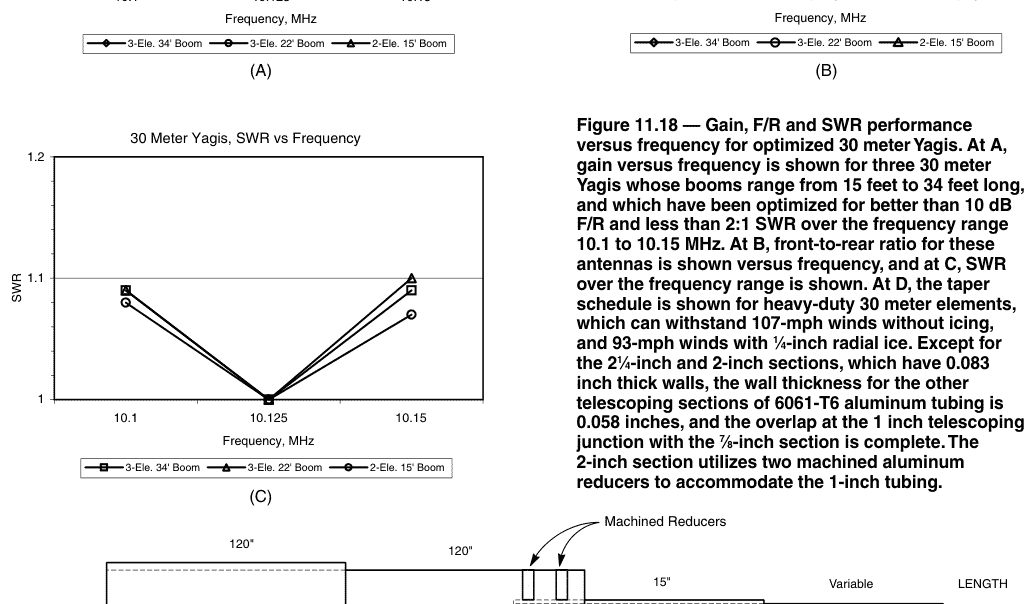 Frequency, MHz
3-Ele. 34' Boom 3-Ele. 22' Boom 2-Ele. 15' Boom
(A)
Frequency, MHz
3-Ele. 34' Boom 3-Ele. 22' Boom 2-Ele. 15' Boom
(B)
30 Meter Yagis, SWR vs Frequency
1.2
1.1
1
SWR
10.1 10.125 10.15
Frequency, MHz
3-Ele. 34' Boom 3-Ele. 22' Boom 2-Ele. 15' Boom
(C)
Figure 11.18 — Gain, F/R and SWR performance
versus frequency for optimized 30 meter Yagis. At A,
gain versus frequency is shown for three 30 meter
Yagis whose booms range from 15 feet to 34 feet long,
and which have been optimized for better than 10 dB
F/R and less than 2:1 SWR over the frequency range
10.1 to 10.15 MHz. At B, front-to-rear ratio for these
antennas is shown versus frequency, and at C, SWR
over the frequency range is shown. At D, the taper
schedule is shown for heavy-duty 30 meter elements,
which can withstand 107-mph winds without icing,
and 93-mph winds with ¼-inch radial ice. Except for
the 2¼-inch and 2-inch sections, which have 0.083
inch thick walls, the wall thickness for the other
telescoping sections of 6061-T6 aluminum tubing is
0.058 inches, and the overlap at the 1 inch telescoping
junction with the ⅞-inch section is complete. The
2-inch section utilizes two machined aluminum
reducers to accommodate the 1-inch tubing.
Machined Reducers
120" 120" 15" Variable LENGTH